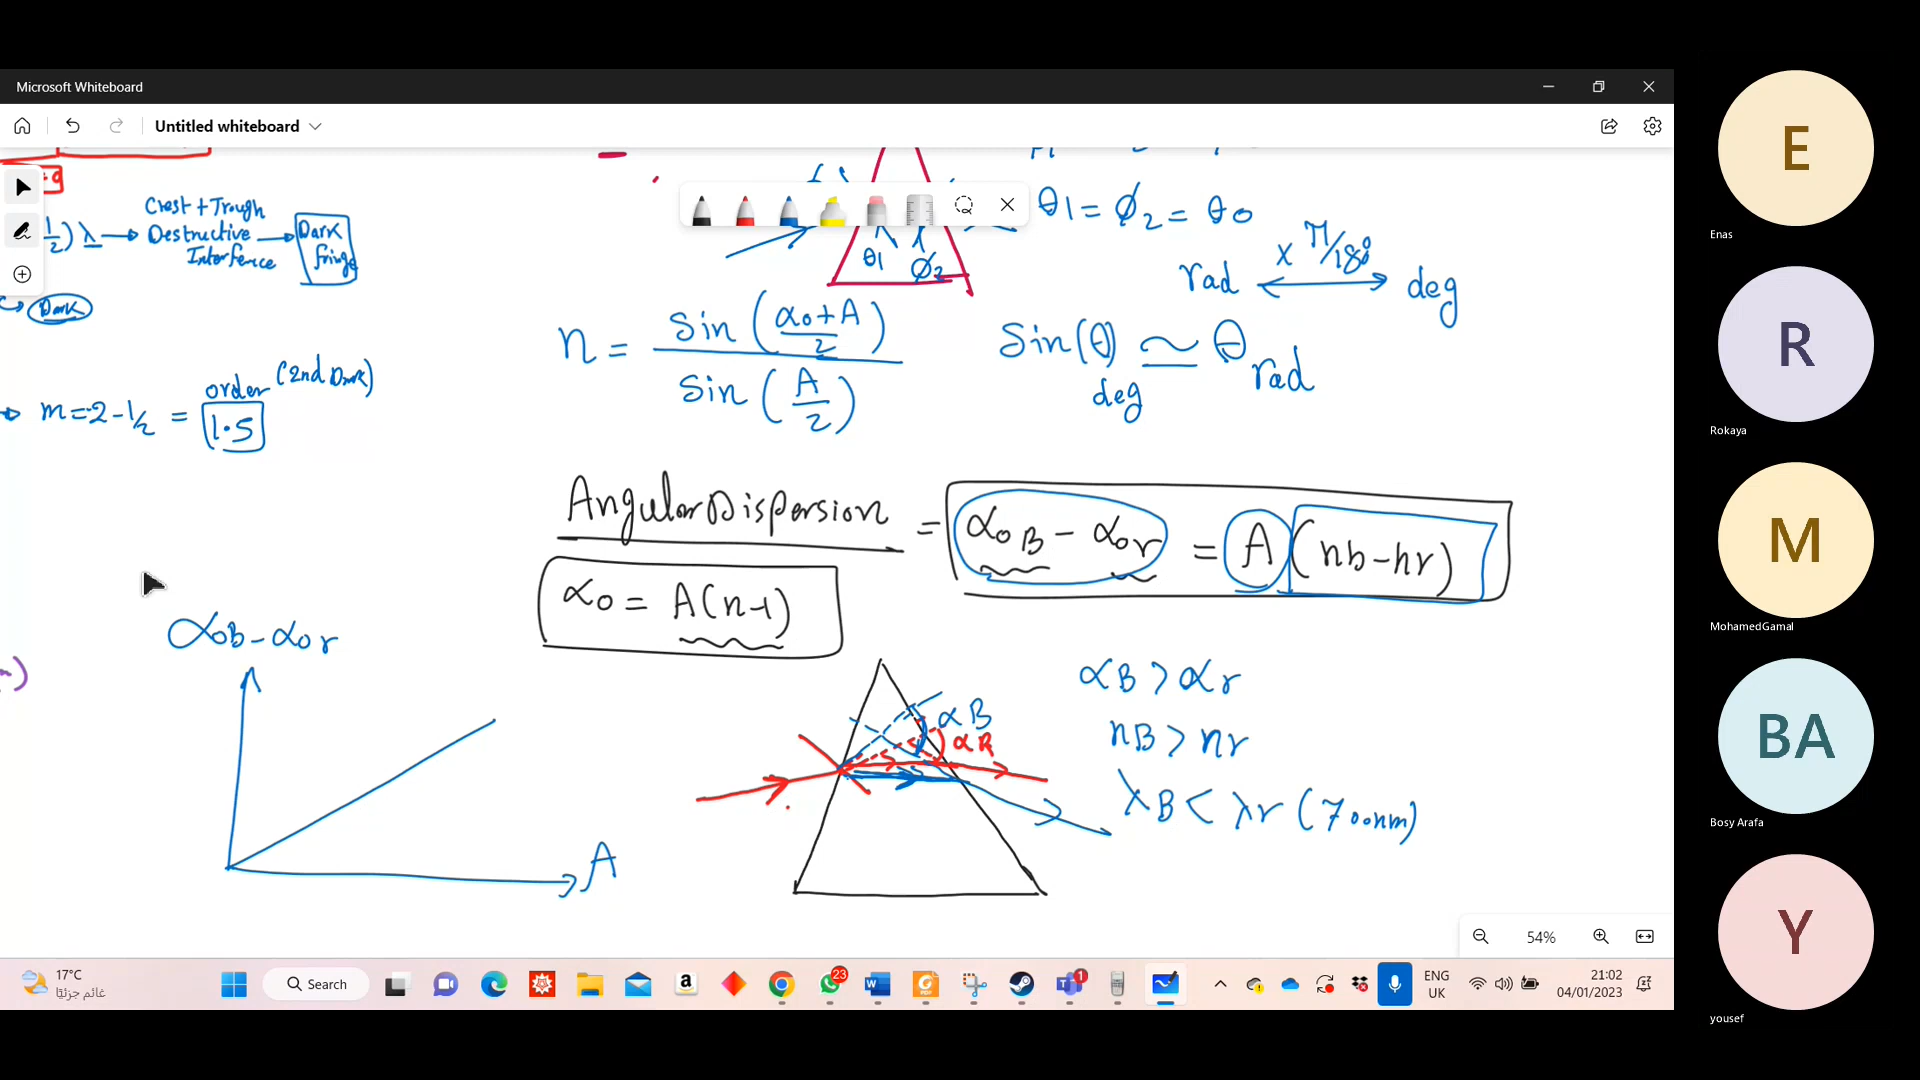 Microsoft Whiteboard
Untitled whiteboard
Crest + Trough
1/2) λ → Destructive → Dark
Interfence fringe
Dark
order (2nd Dark)
m = 2 - 1/2 = 1.5
θ1 = ϕ2 = θo
θ1 ϕ2
rad ↔ deg
x π/180
n = Sin (αo+A / 2) / Sin (A / 2)
Sin(θ) ≃ θ rad
deg
Angular Dispersion = αoB - αor = A (nb-nr)
αo = A(n-1)
αoB - αor
A
αB
αR
αB > αr
nB > nr
λB < λr (700nm)
54%
17°C
غائم جزئيًا
Search
23
1
ENG
UK
21:02
04/01/2023
E
Enas
R
Rokaya
M
MohamedGamal
BA
Bosy Arafa
Y
yousef